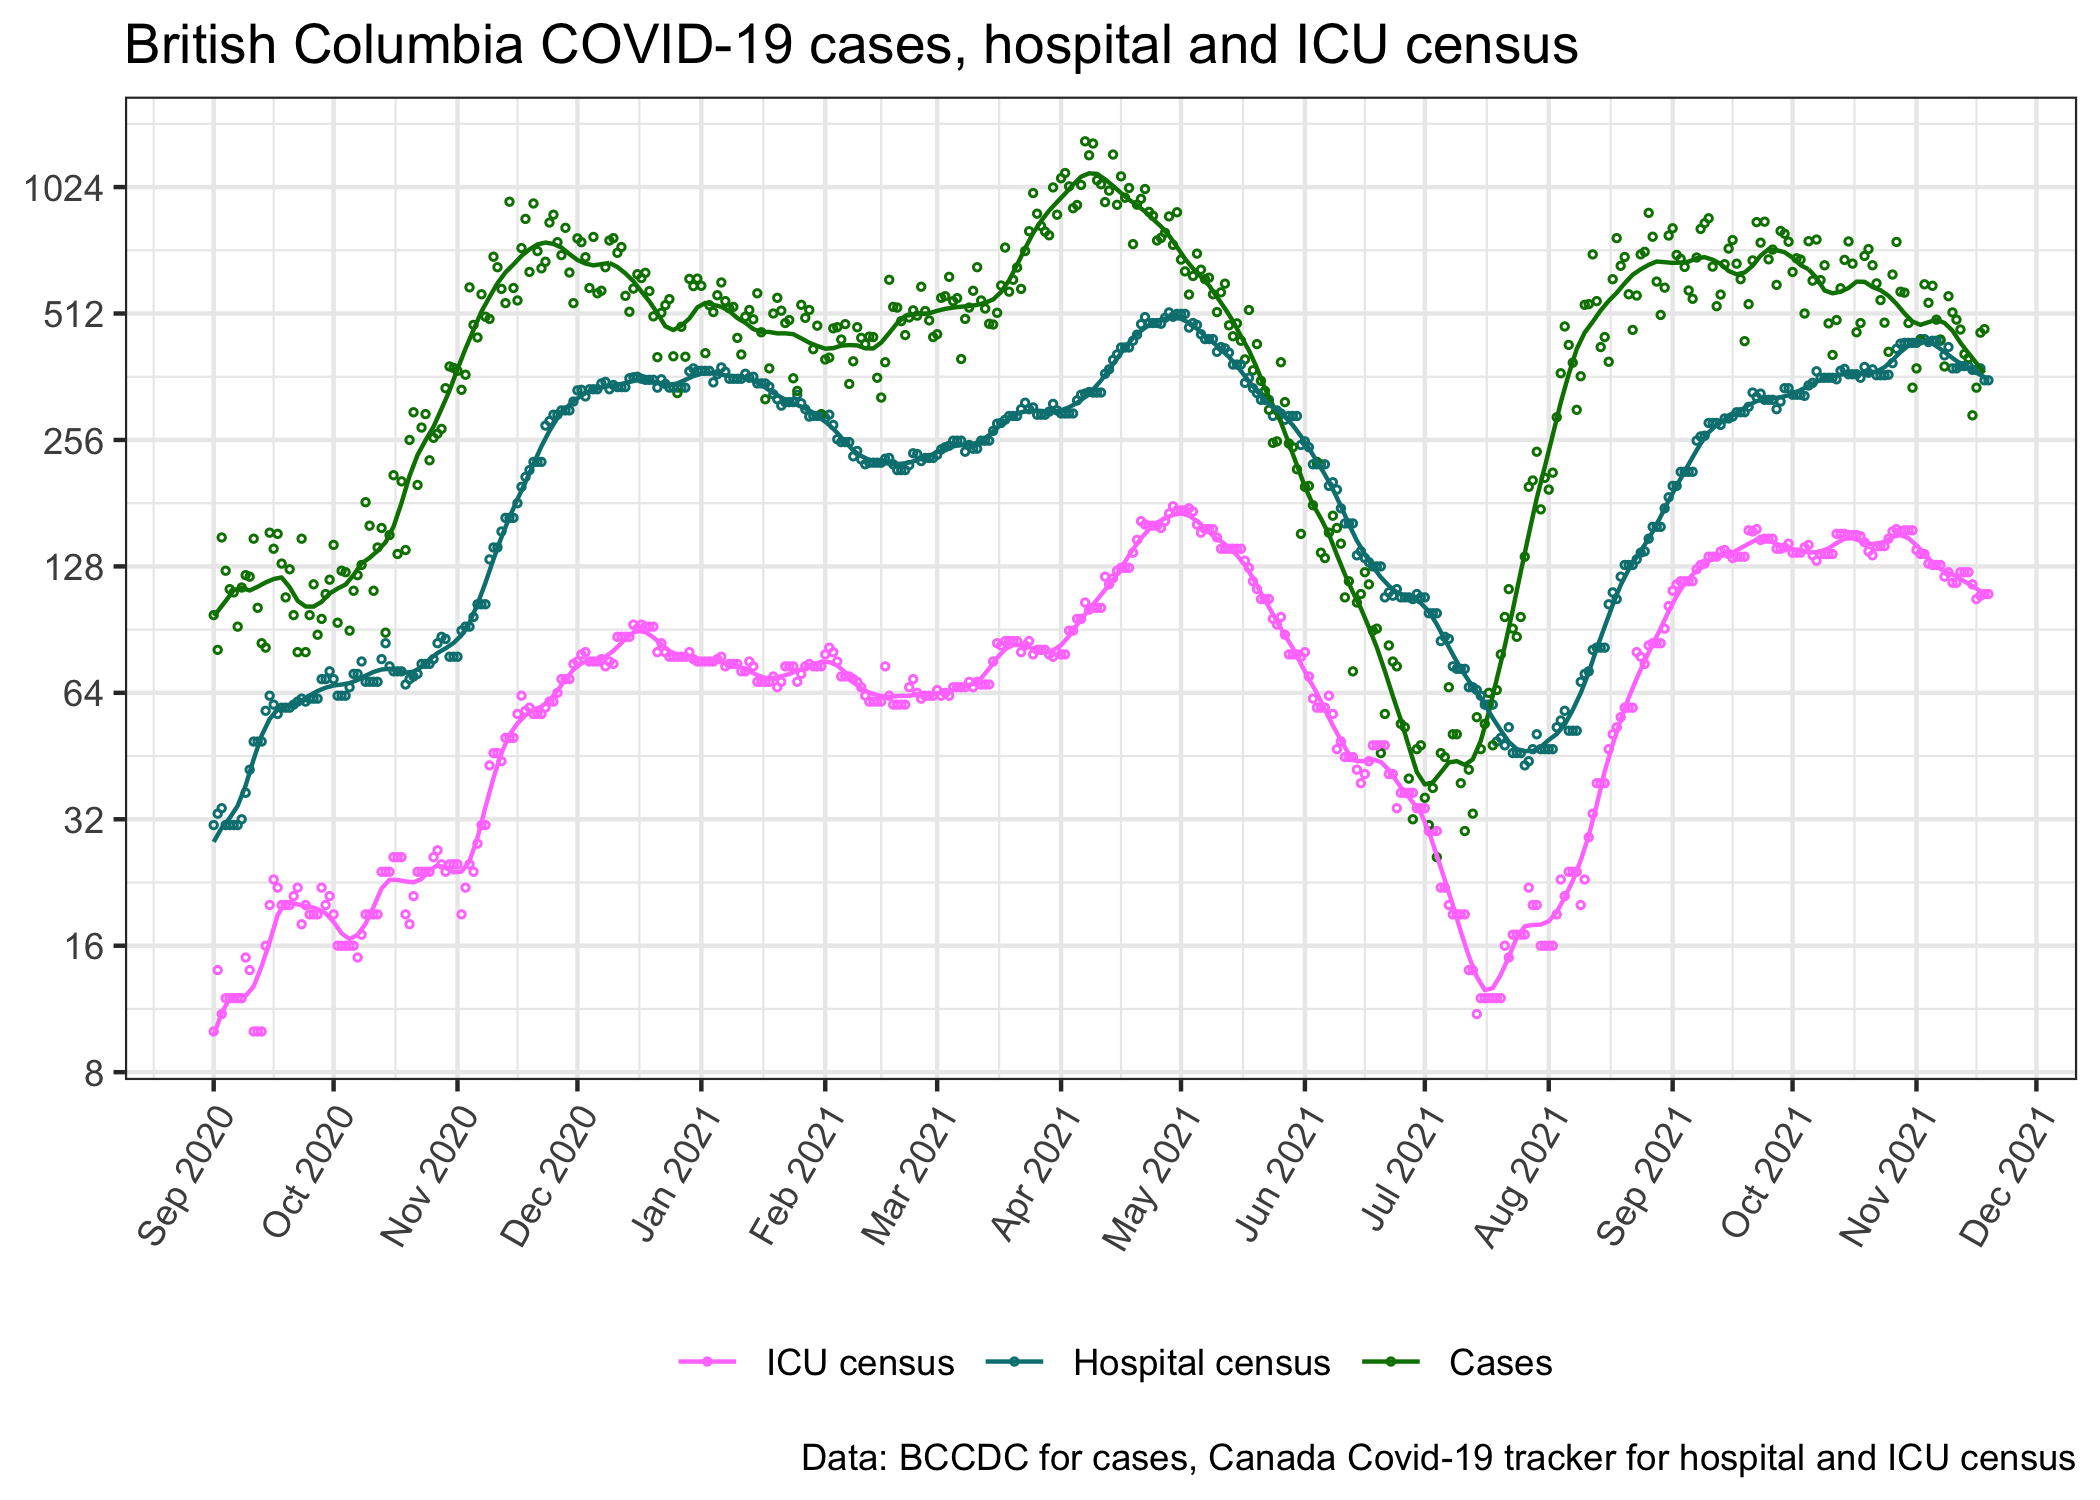 British Columbia COVID-19 cases, hospital and ICU census
1024
512
256
128
64
32
16
8
Sep 2020
Oct 2020
Nov 2020
Dec 2020
Jan 2021
Feb 2021
Mar 2021
Apr 2021
May 2021
Jun 2021
Jul 2021
Aug 2021
Sep 2021
Oct 2021
Nov 2021
Dec 2021
ICU census
Hospital census
Cases
Data: BCCDC for cases, Canada Covid-19 tracker for hospital and ICU census